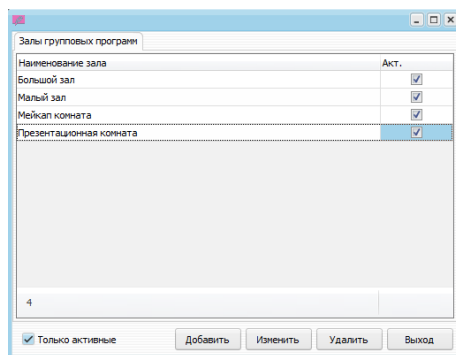 Залы групповых программ
Наименование зала Акт.
Большой зал
Малый зал
Мейкап комната
Презентационная комната
4
Только активные Добавить Изменить Удалить Выход